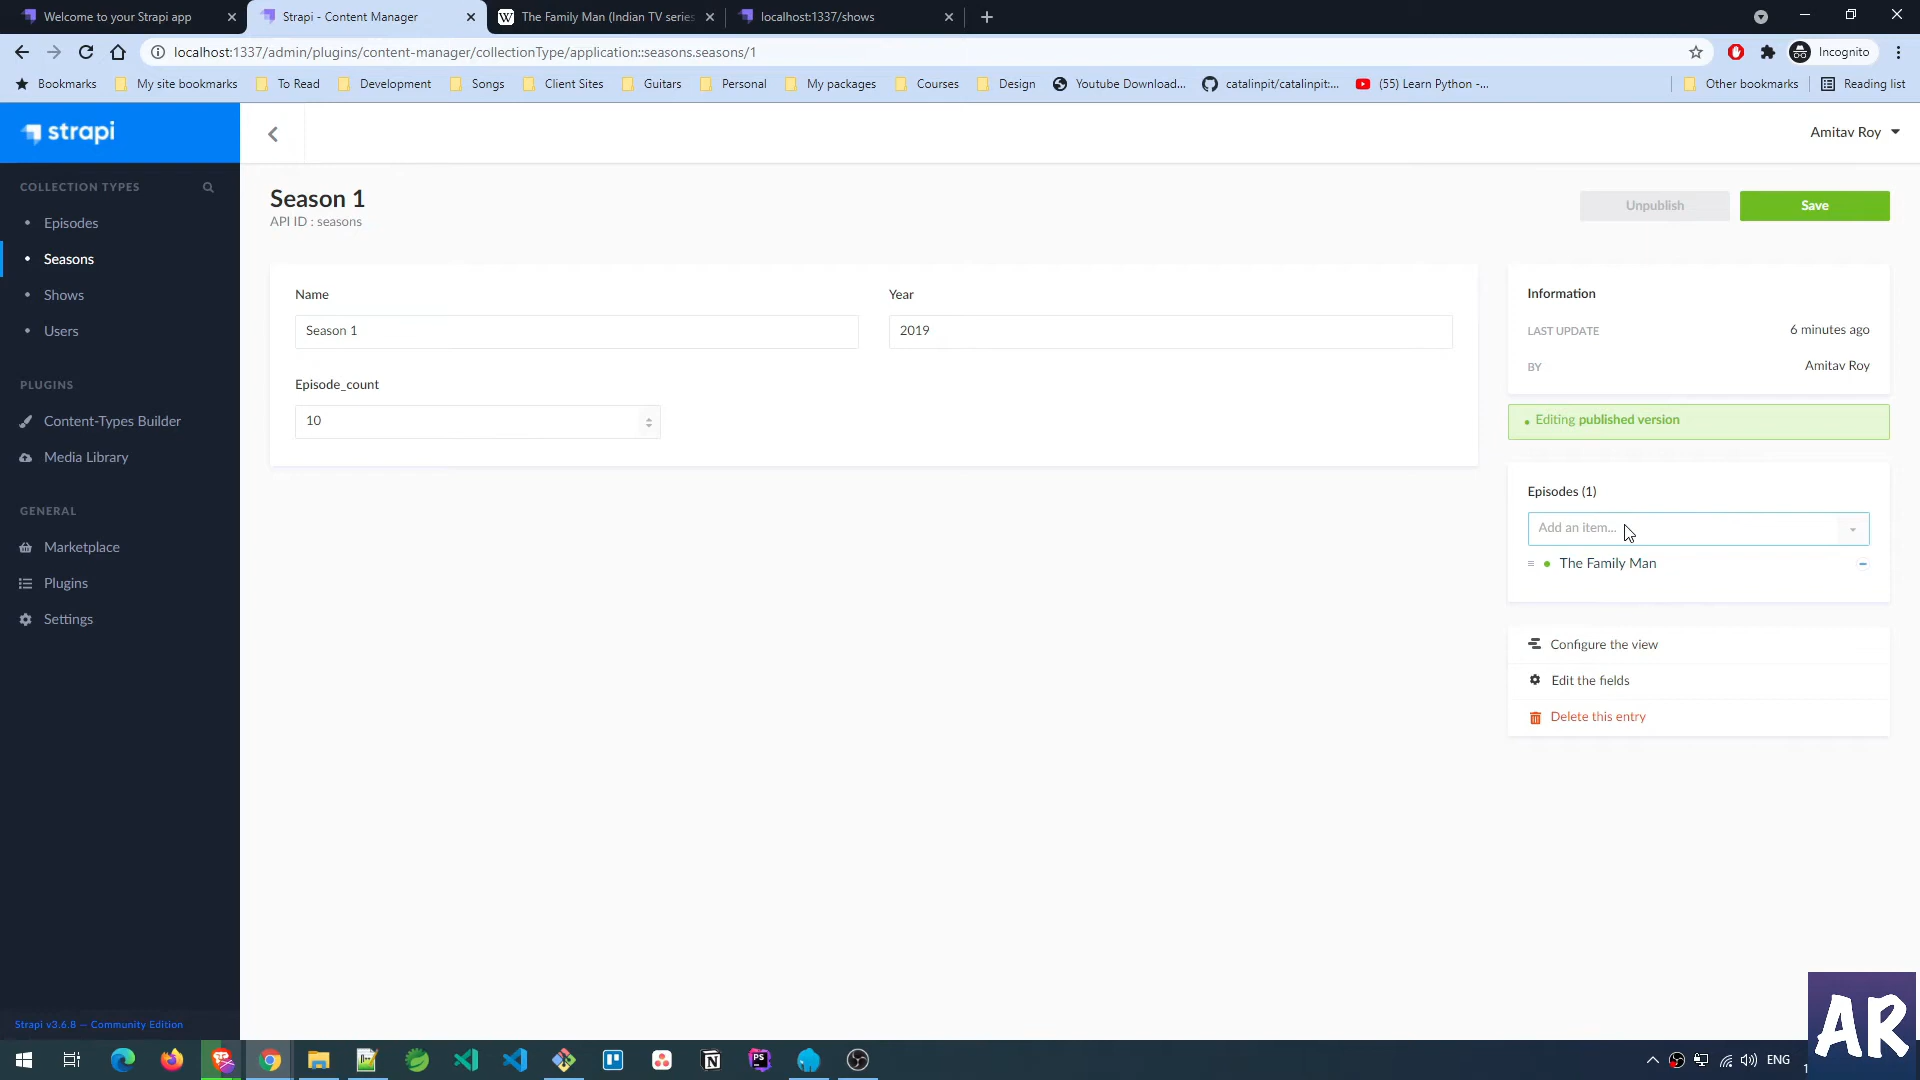 Welcome to your Strapi app
Strapi - Content Manager
The Family Man (Indian TV series
localhost:1337/shows
localhost:1337/admin/plugins/content-manager/collectionType/application::seasons.seasons/1
Incognito
Bookmarks
My site bookmarks
To Read
Development
Songs
Client Sites
Guitars
Personal
My packages
Courses
Design
Youtube Download...
catalinpit/catalinpit:...
(55) Learn Python -...
Other bookmarks
Reading list
strapi
Amitav Roy
COLLECTION TYPES
Episodes
Seasons
Shows
Users
PLUGINS
Content-Types Builder
Media Library
GENERAL
Marketplace
Plugins
Settings
Strapi v3.6.8 — Community Edition
Season 1
API ID : seasons
Unpublish
Save
Name
Season 1
Year
2019
Episode_count
10
Information
LAST UPDATE
6 minutes ago
BY
Amitav Roy
Editing published version
Episodes (1)
Add an item...
The Family Man
Configure the view
Edit the fields
Delete this entry
ENG
AR